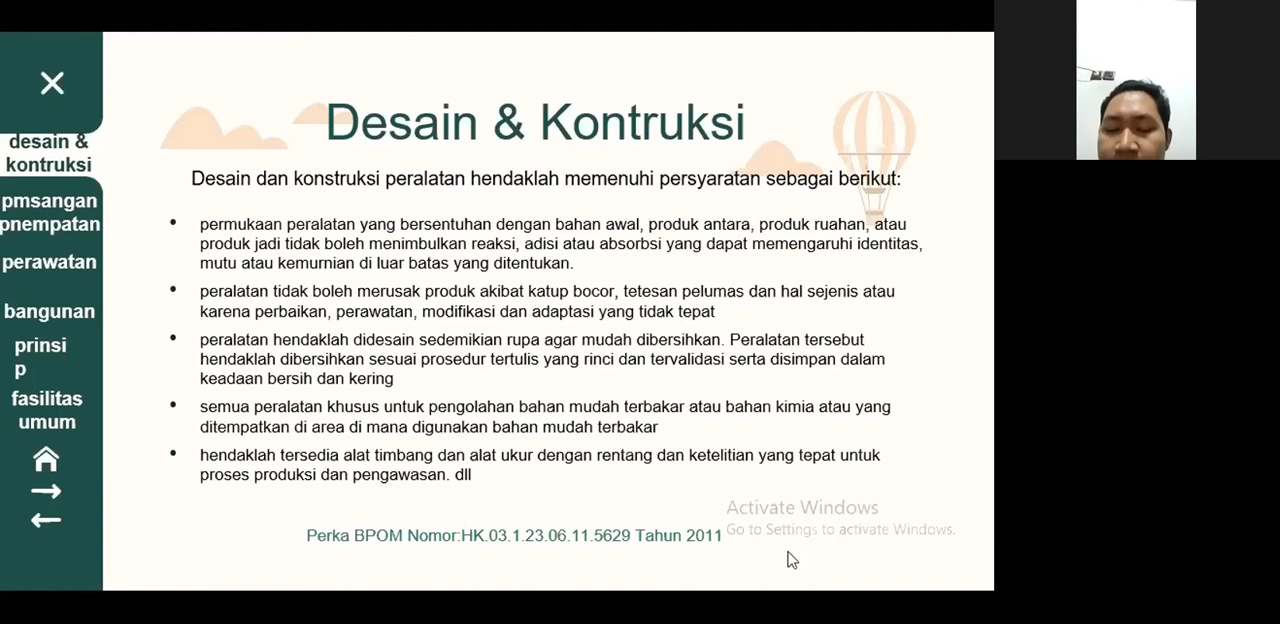 desain &
kontruksi
pmsangan
pnempatan
perawatan
bangunan
prinsi
p
fasilitas
umum
Desain & Kontruksi
Desain dan konstruksi peralatan hendaklah memenuhi persyaratan sebagai berikut:
• permukaan peralatan yang bersentuhan dengan bahan awal, produk antara, produk ruahan, atau
produk jadi tidak boleh menimbulkan reaksi, adisi atau absorbsi yang dapat memengaruhi identitas,
mutu atau kemurnian di luar batas yang ditentukan.
• peralatan tidak boleh merusak produk akibat katup bocor, tetesan pelumas dan hal sejenis atau
karena perbaikan, perawatan, modifikasi dan adaptasi yang tidak tepat
• peralatan hendaklah didesain sedemikian rupa agar mudah dibersihkan. Peralatan tersebut
hendaklah dibersihkan sesuai prosedur tertulis yang rinci dan tervalidasi serta disimpan dalam
keadaan bersih dan kering
• semua peralatan khusus untuk pengolahan bahan mudah terbakar atau bahan kimia atau yang
ditempatkan di area di mana digunakan bahan mudah terbakar
• hendaklah tersedia alat timbang dan alat ukur dengan rentang dan ketelitian yang tepat untuk
proses produksi dan pengawasan. dll
Perka BPOM Nomor:HK.03.1.23.06.11.5629 Tahun 2011
Activate Windows
Go to Settings to activate Windows.